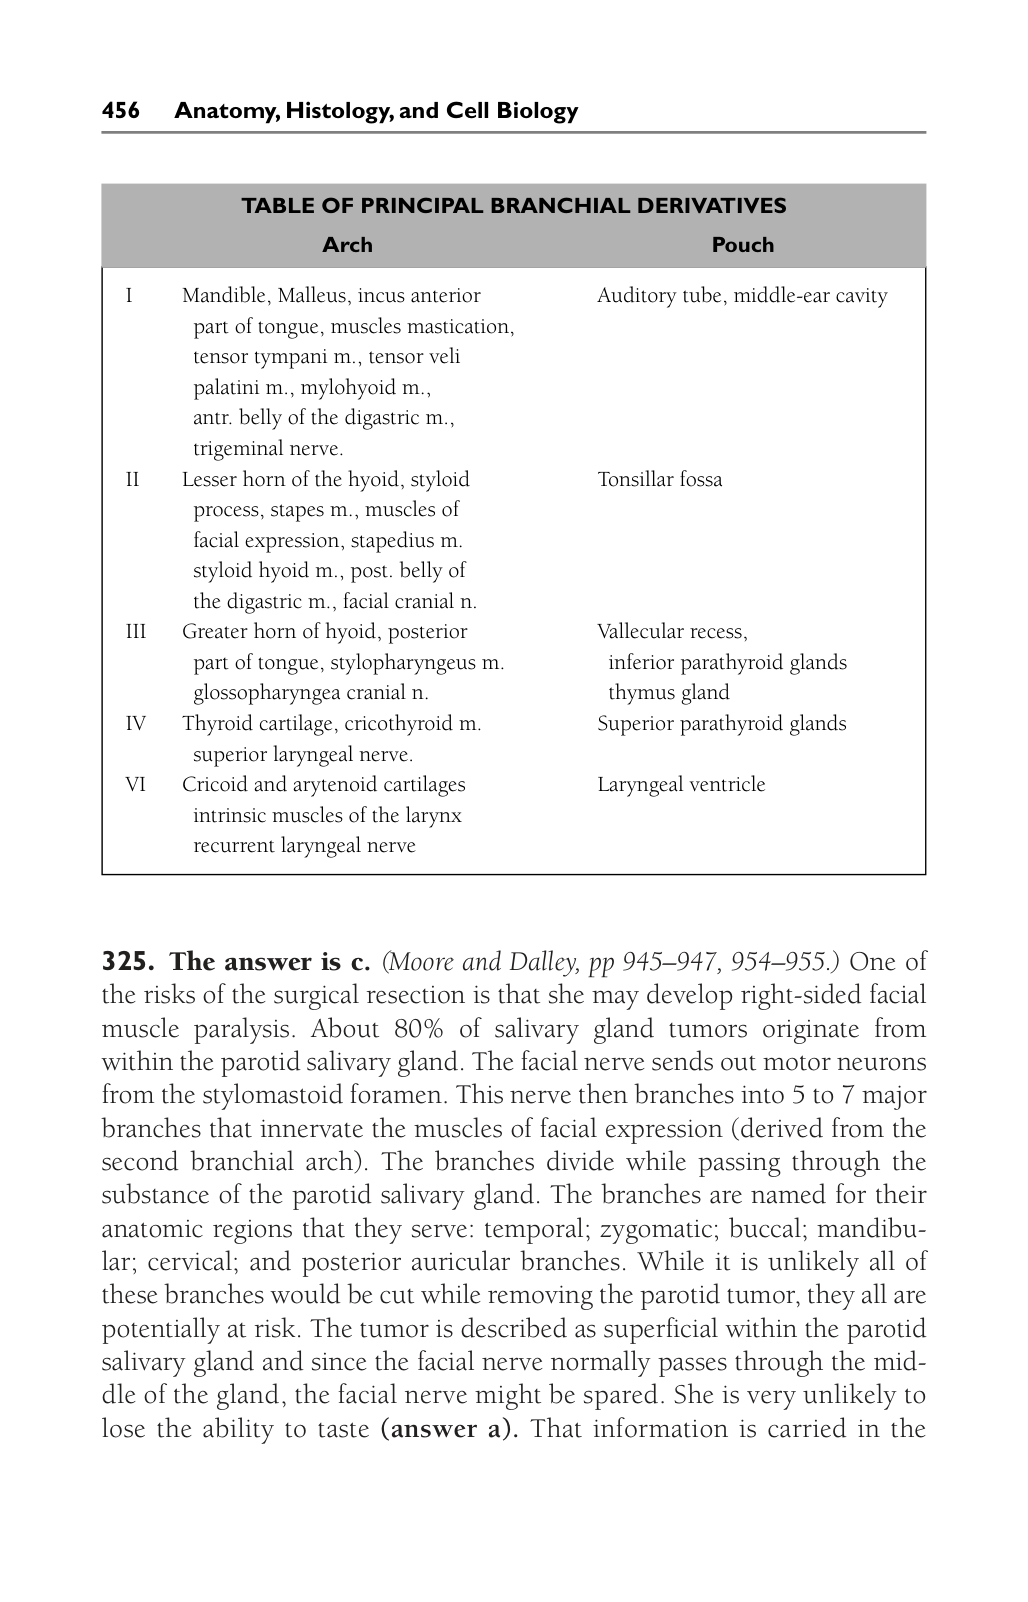 456 Anatomy, Histology, and Cell Biology
TABLE OF PRINCIPAL BRANCHIAL DERIVATIVES
Arch Pouch
I Mandible, Malleus, incus anterior Auditory tube, middle-ear cavity
part of tongue, muscles mastication,
tensor tympani m., tensor veli
palatini m., mylohyoid m.,
antr. belly of the digastric m.,
trigeminal nerve.
II Lesser horn of the hyoid, styloid Tonsillar fossa
process, stapes m., muscles of
facial expression, stapedius m.
styloid hyoid m., post. belly of
the digastric m., facial cranial n.
III Greater horn of hyoid, posterior Vallecular recess,
part of tongue, stylopharyngeus m. inferior parathyroid glands
glossopharyngea cranial n. thymus gland
IV Thyroid cartilage, cricothyroid m. Superior parathyroid glands
superior laryngeal nerve.
VI Cricoid and arytenoid cartilages Laryngeal ventricle
intrinsic muscles of the larynx
recurrent laryngeal nerve
325. The answer is c. (Moore and Dalley, pp 945–947, 954–955.) One of
the risks of the surgical resection is that she may develop right-sided facial
muscle paralysis. About 80% of salivary gland tumors originate from
within the parotid salivary gland. The facial nerve sends out motor neurons
from the stylomastoid foramen. This nerve then branches into 5 to 7 major
branches that innervate the muscles of facial expression (derived from the
second branchial arch). The branches divide while passing through the
substance of the parotid salivary gland. The branches are named for their
anatomic regions that they serve: temporal; zygomatic; buccal; mandibu-
lar; cervical; and posterior auricular branches. While it is unlikely all of
these branches would be cut while removing the parotid tumor, they all are
potentially at risk. The tumor is described as superficial within the parotid
salivary gland and since the facial nerve normally passes through the mid-
dle of the gland, the facial nerve might be spared. She is very unlikely to
lose the ability to taste (answer a). That information is carried in the